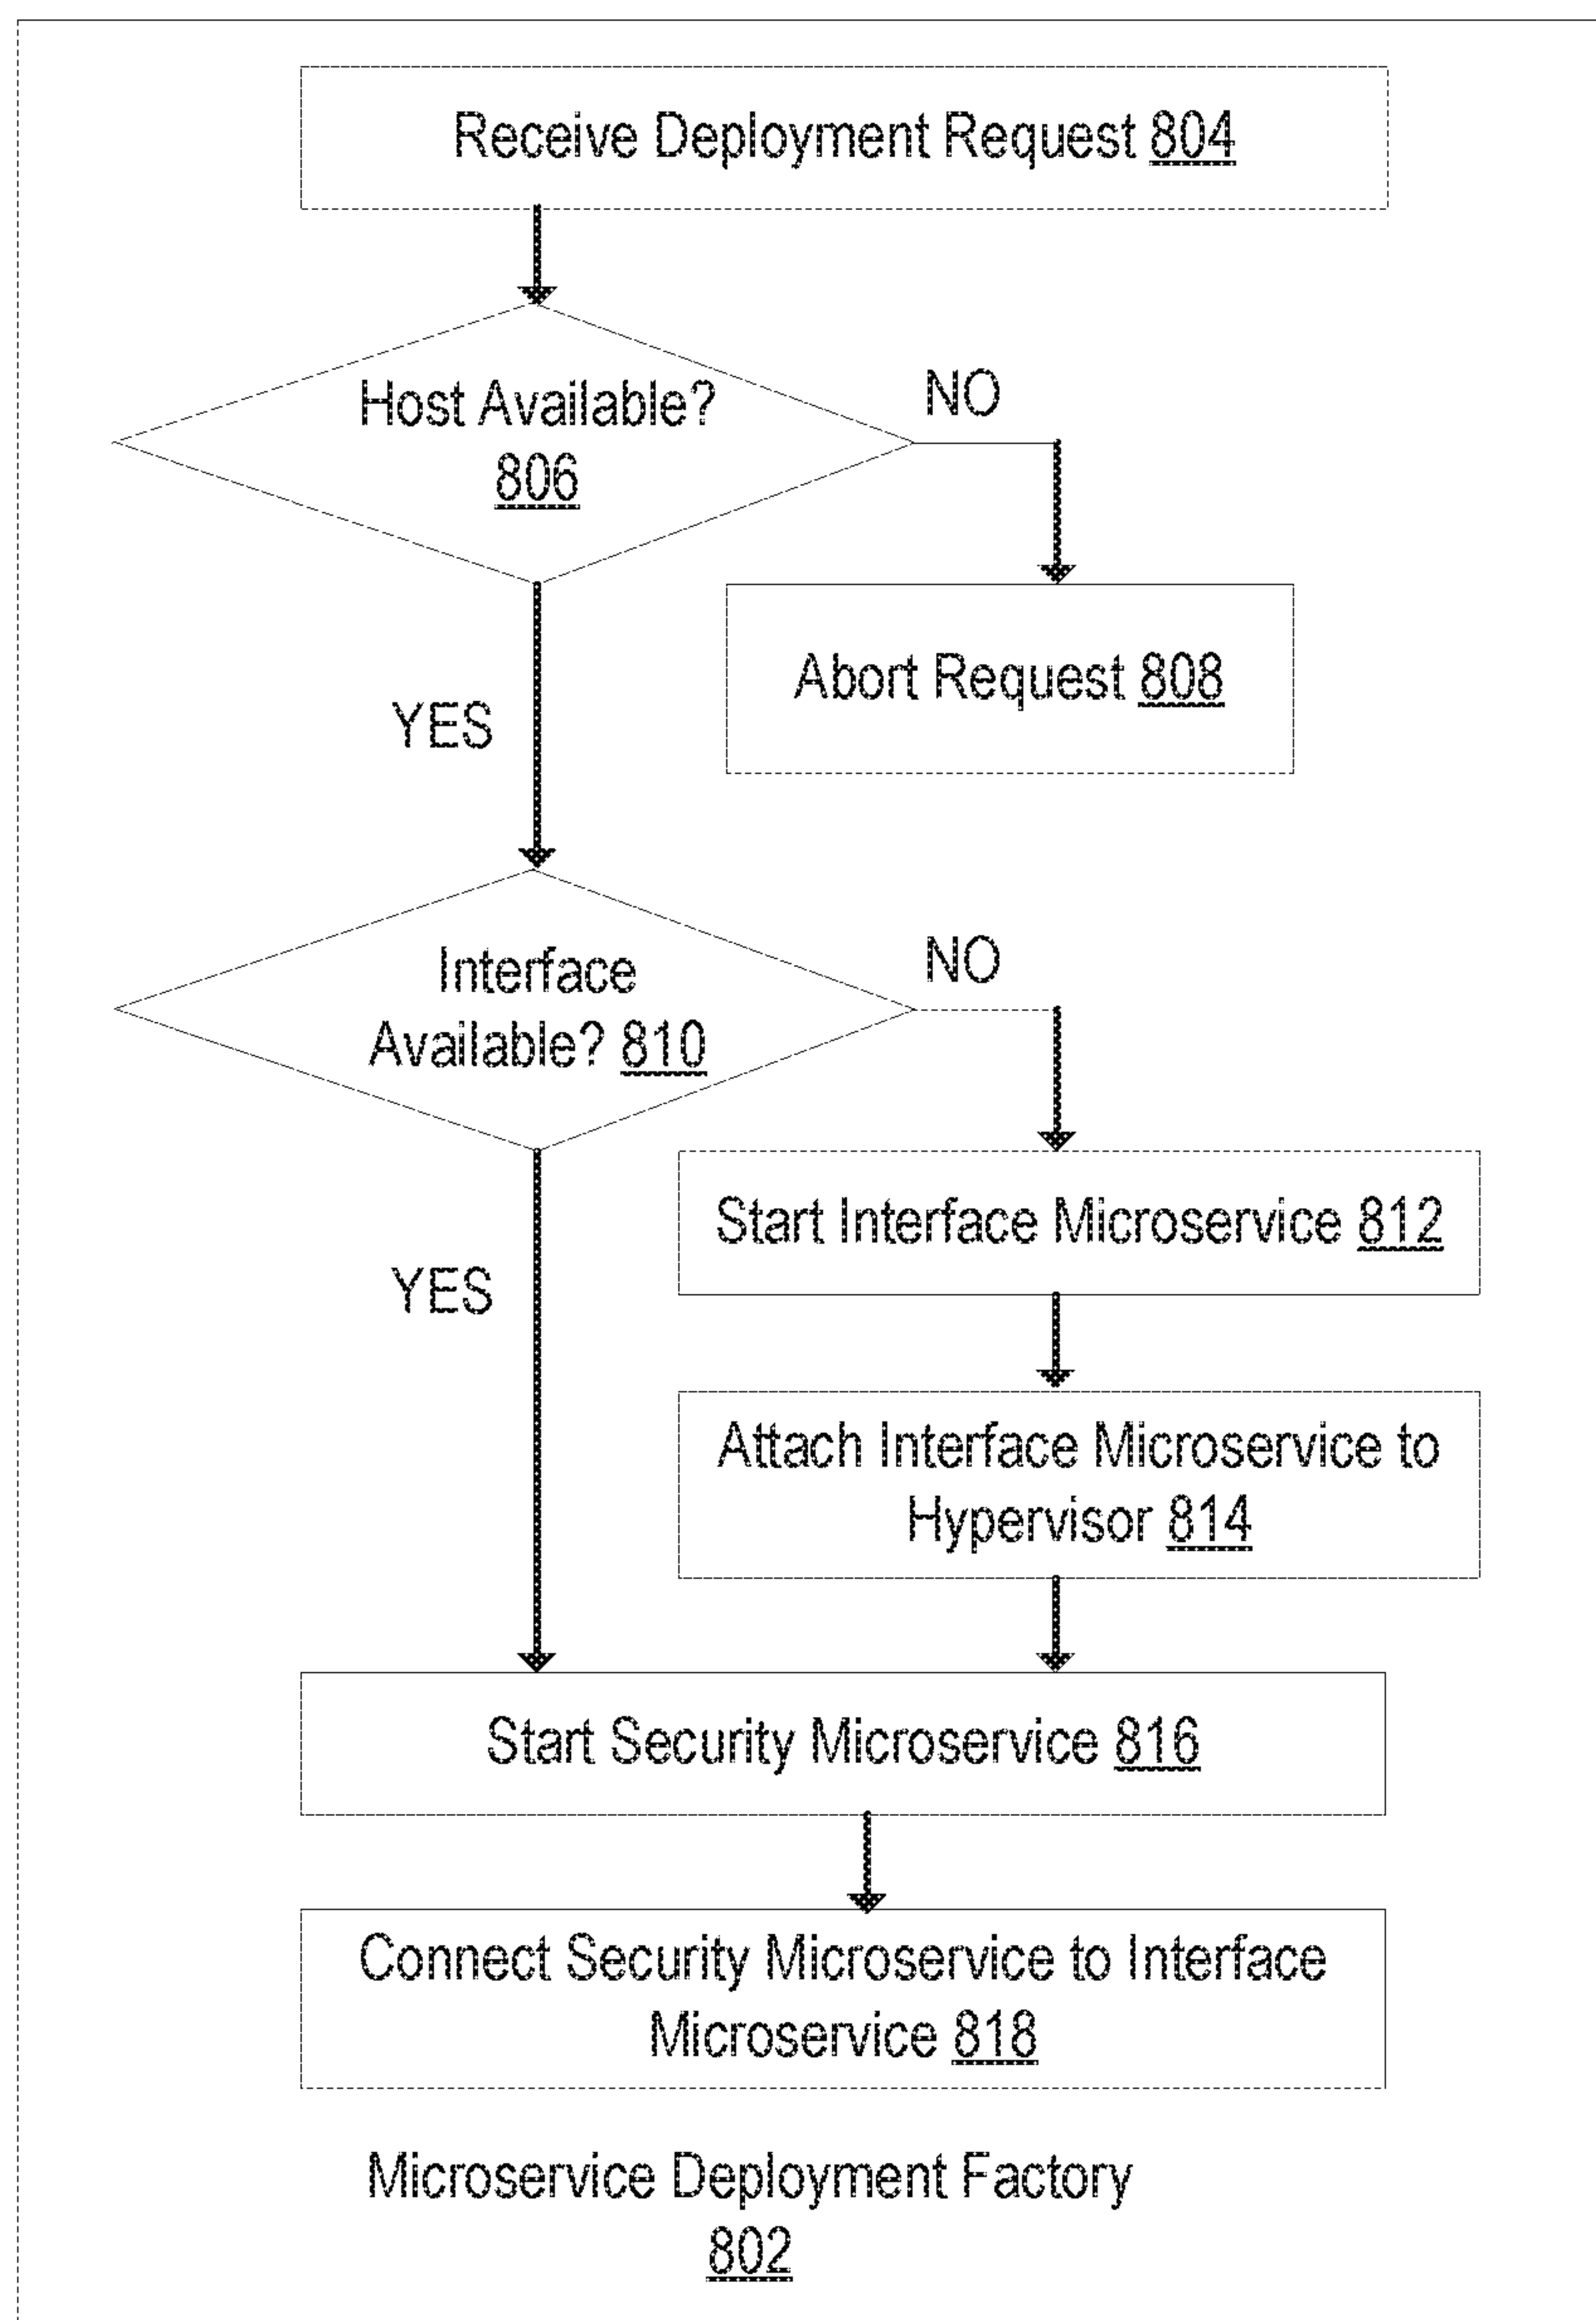 Receive Deployment Request 804
Host Available?
806
NO
Abort Request 808
YES
Interface
Available? 810
NO
Start Interface Microservice 812
YES
Attach Interface Microservice to
Hypervisor 814
Start Security Microservice 816
Connect Security Microservice to Interface
Microservice 818
Microservice Deployment Factory
802